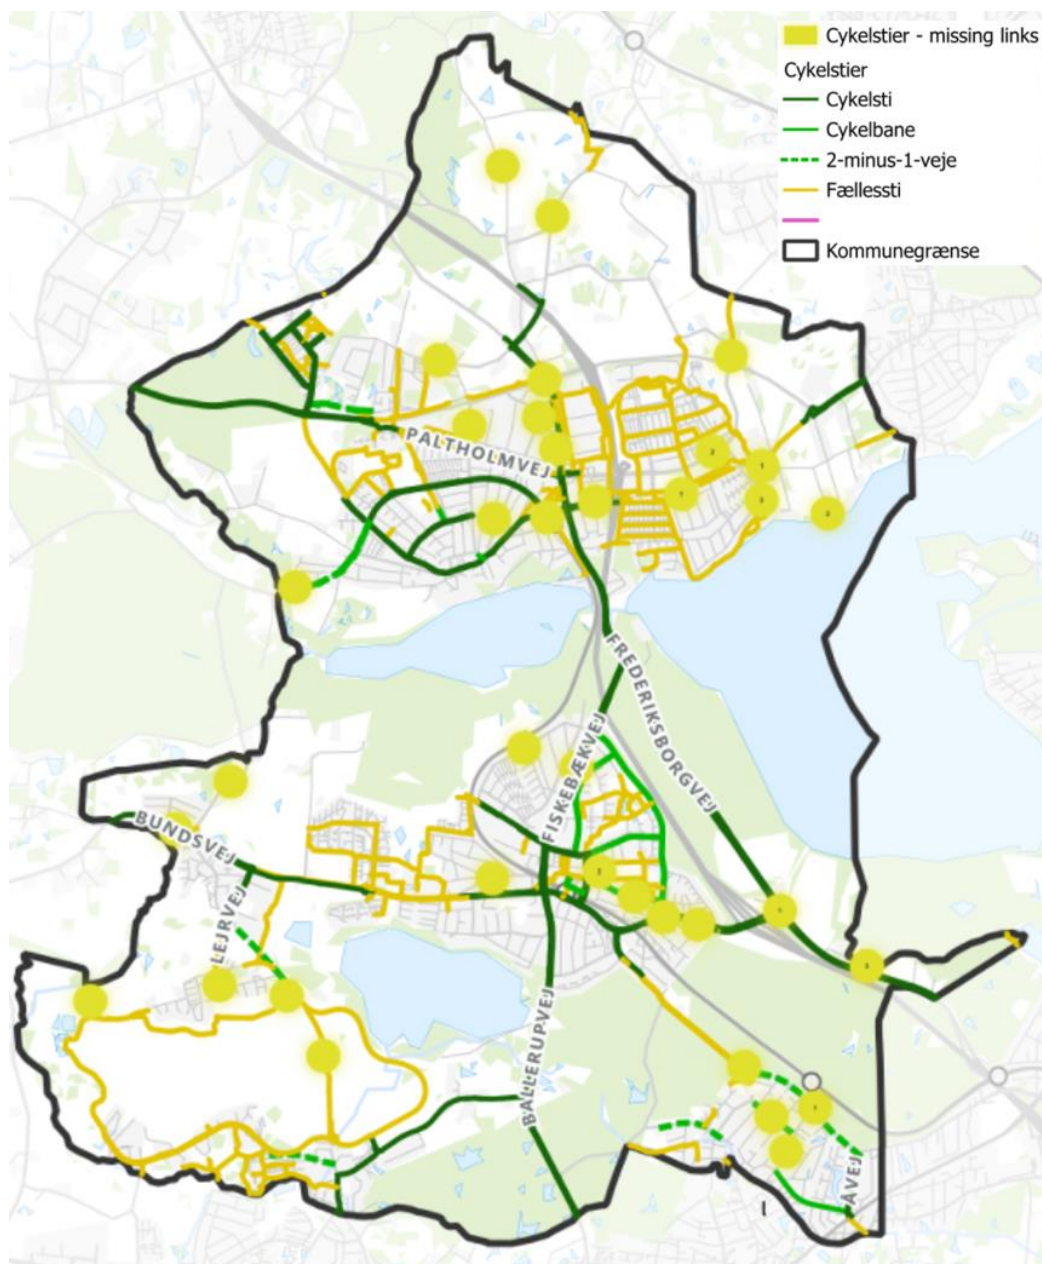 Cykelstier - missing links
Cykelstier
Cykelsti
Cykelbane
2-minus-1-veje
Fællessti
Kommunegrænse
PALTHOLMVEJ
FREDERIKSBORGVEJ
FISKEBÆKVEJ
BUNDSVEJ
LEJRVEJ
BALLERUPVEJ
ÅVEJ